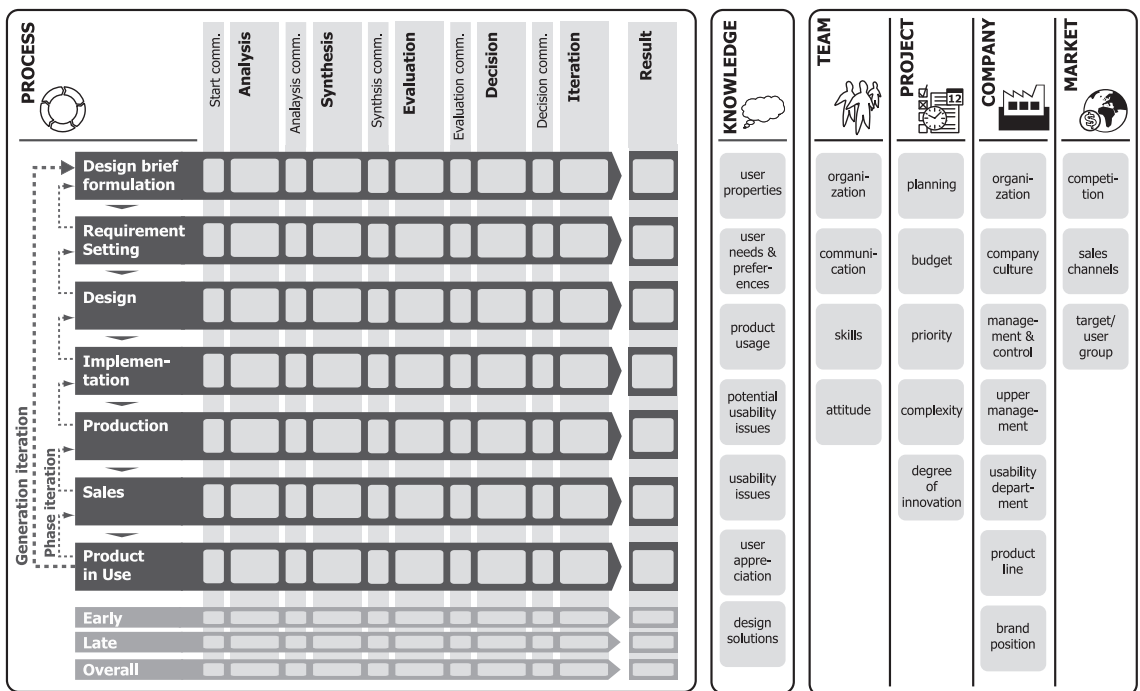 PROCESS
Start comm.
Analysis
Analaysis comm.
Synthesis
Synthsis comm.
Evaluation
Evaluation comm.
Decision
Decision comm.
Iteration
Result
Design brief
formulation
Requirement
Setting
Design
Implemen-
tation
Production
Sales
Product
in Use
Early
Late
Overall
Generation iteration
Phase iteration
KNOWLEDGE
user
properties
user
needs &
prefer-
ences
product
usage
potential
usability
issues
usability
issues
user
appre-
ciation
design
solutions
TEAM
organi-
zation
communi-
cation
skills
attitude
PROJECT
12
planning
budget
priority
complexity
degree
of
innovation
COMPANY
organi-
zation
company
culture
manage-
ment &
control
upper
manage-
ment
usability
depart-
ment
product
line
brand
position
MARKET
$
competi-
tion
sales
channels
target/
user
group